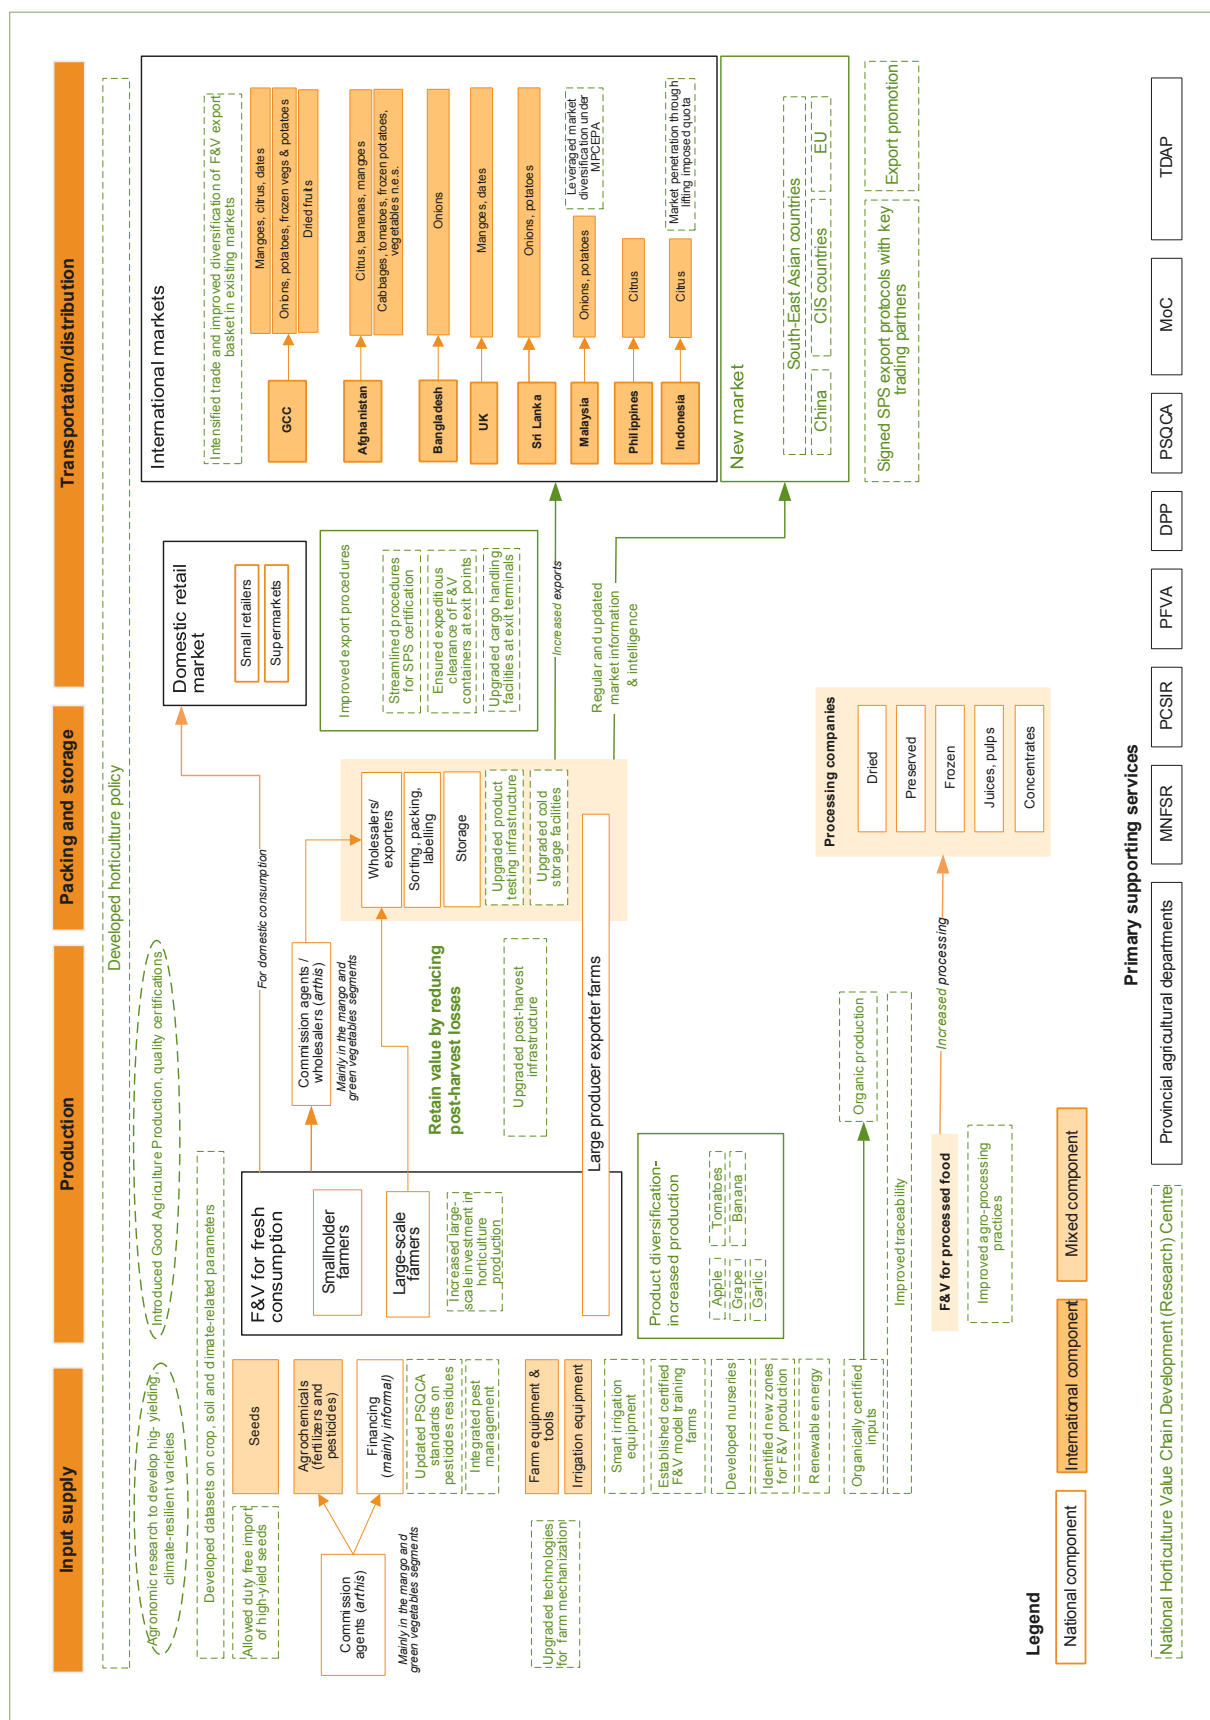 Input supply
Production
Packing and storage
Transportation/distribution
Developed horticulture policy
Agronomic research to develop hig- yielding,
climate-resilient varieties
Introduced Good Agriculture Production, quality certifications
Developed datasets on crop, soil and climate-related parameters
Allowed duty free import
of high-yield seeds
Commission
agents (arthis)
Mainly in the mango and
green vegetables segments
Upgraded technologies
for farm mechanization
Seeds
Agrochemicals
(fertilizers and
pesticides)
Financing
(mainly informal)
Updated PSQCA
standards on
pesticides residues
Integrated pest
management
Farm equipment &
tools
Irrigation equipment
Smart irrigation
equipment
Established certified
F&V model training
farms
Developed nurseries
Identified new zones
for F&V production
Renewable energy
Organically certified
inputs
F&V for fresh
consumption
Smallholder
farmers
Large-scale
farmers
Increased large-
scale investment in
horticulture
production
Large producer exporter farms
Product diversification-
increased production
Apple
Tomatoes
Grape
Banana
Garlic
Organic production
Improved traceability
F&V for processed food
Improved agro-processing
practices
For domestic consumption
Commission agents /
wholesalers (arthis)
Mainly in the mango and
green vegetables segments
Retain value by reducing
post-harvest losses
Upgraded post-harvest
infrastructure
Wholesalers/
exporters
Sorting, packing,
labelling
Storage
Upgraded product
testing infrastructure
Upgraded cold
storage facilities
Increased processing
Processing companies
Dried
Preserved
Frozen
Juices, pulps
Concentrates
Domestic retail
market
Small retailers
Supermarkets
Improved export procedures
Streamlined procedures
for SPS certification
Ensured expeditious
clearance of F&V
containers at exit points
Upgraded cargo handling
facilities at exit terminals
Increased exports
Regular and updated
market information
& intelligence
International markets
Intensified trade and improved diversification of F&V export
basket in existing markets
GCC
Mangoes, citrus, dates
Onions, potatoes, frozen vegs & potatoes
Dried fruits
Afghanistan
Citrus, bananas, mangoes
Cabbages, tomatoes, frozen potatoes,
vegetables n.e.s.
Bangladesh
Onions
UK
Mangoes, dates
Sri Lanka
Onions, potatoes
Malaysia
Onions, potatoes
Leveraged market
diversification under
MPCEPA
Philippines
Citrus
Indonesia
Citrus
Market penetration through
lifting imposed quota
New market
South-East Asian countries
China
CIS countries
EU
Signed SPS export protocols with key
trading partners
Export promotion
Legend
National component
International component
Mixed component
Primary supporting services
National Horticulture Value Chain Development (Research) Centre
Provincial agricultural departments
MNFSR
PCSIR
PFVA
DPP
PSQCA
MoC
TDAP